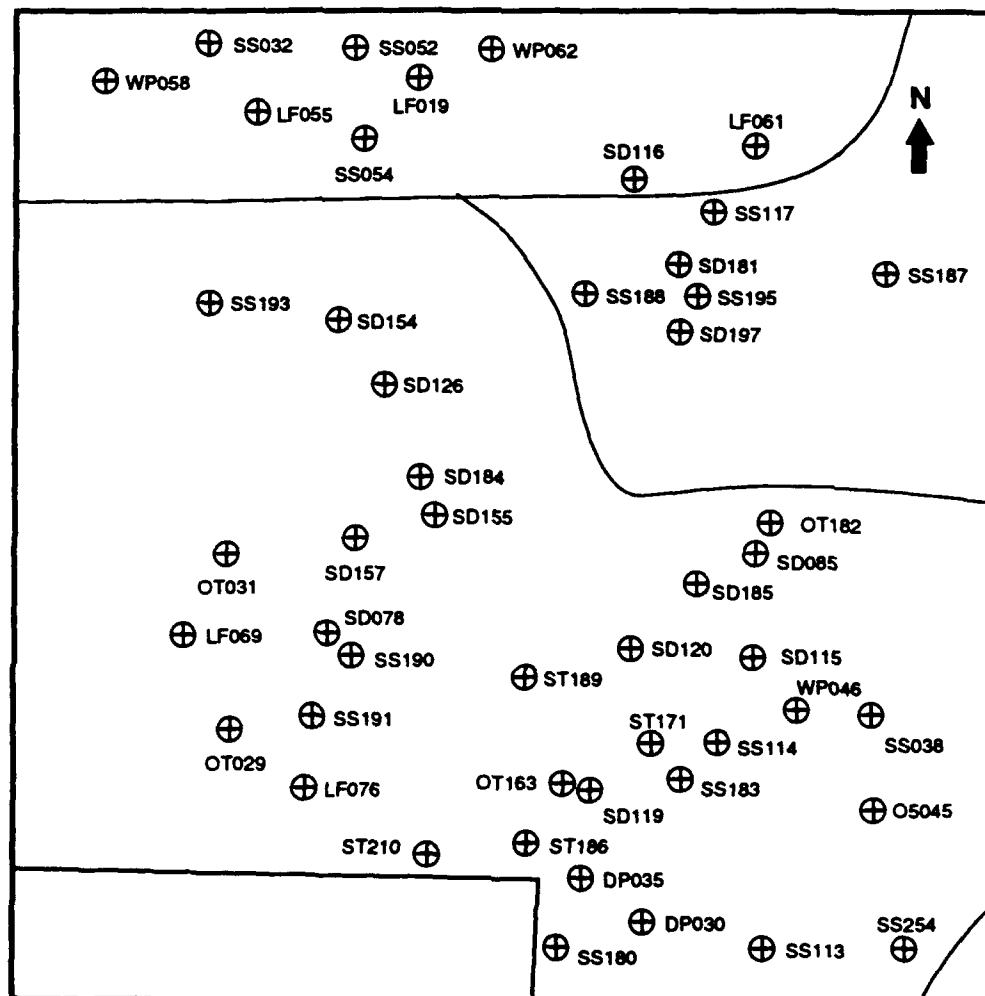 SS032
SS052
WP062
WP058
LF019
LF055
N
LF061
SS054
SD116
SS117
SD181
SS187
SS188
SS195
SS193
SD154
SD197
SD126
SD184
SD155
OT182
SD157
SD085
OT031
SD185
SD078
LF069
SS190
SD120
SD115
ST189
WP046
SS191
ST171
SS114
SS038
OT029
OT163
SS183
LF076
SD119
O5045
ST210
ST186
DP035
DP030
SS254
SS180
SS113